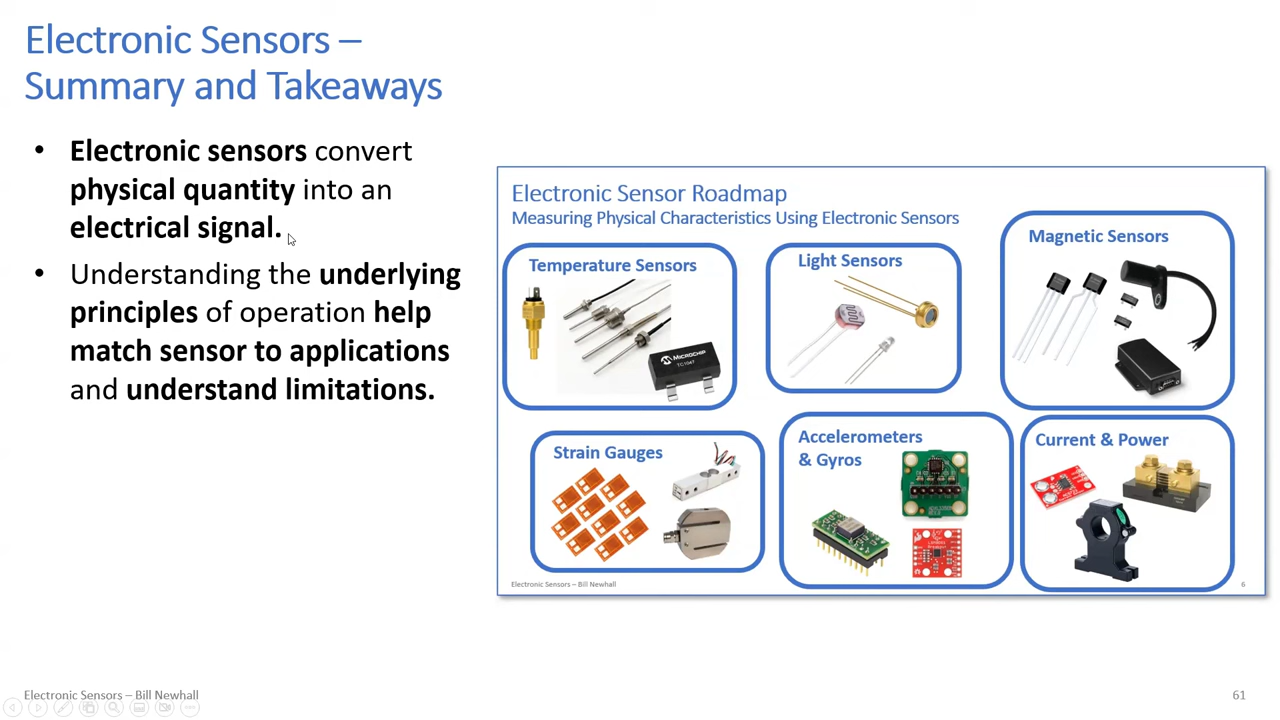 Electronic Sensors –
Summary and Takeaways
• Electronic sensors convert
physical quantity into an
electrical signal.
• Understanding the underlying
principles of operation help
match sensor to applications
and understand limitations.
Electronic Sensor Roadmap
Measuring Physical Characteristics Using Electronic Sensors
Temperature Sensors
MICROCHIP
TC1047
Light Sensors
Magnetic Sensors
Strain Gauges
Accelerometers
& Gyros
Current & Power
Electronic Sensors – Bill Newhall
6
Electronic Sensors – Bill Newhall
61